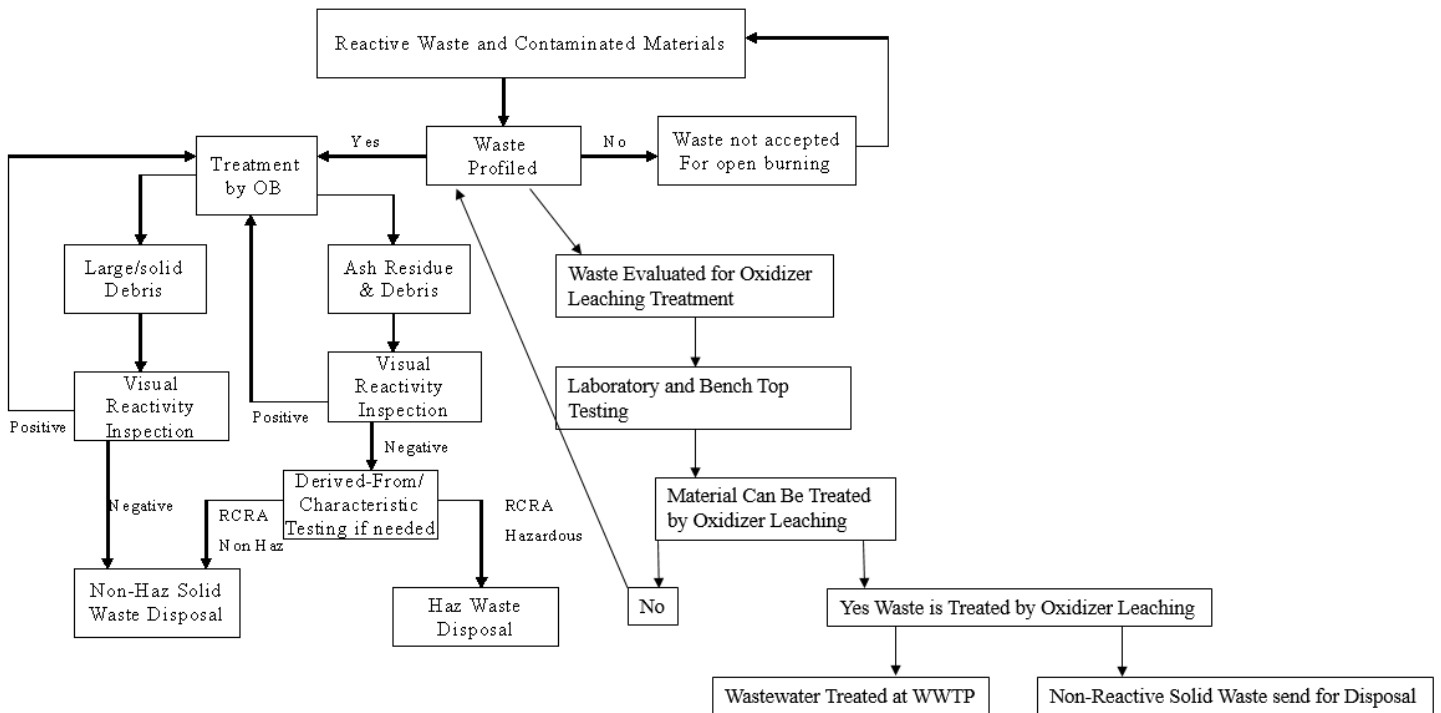 Reactive Waste and Contaminated Materials
Yes
Waste
Profiled
No
Waste not accepted
For open burning
Treatment
by OB
Large/solid
Debris
Ash Residue
& Debris
Waste Evaluated for Oxidizer
Leaching Treatment
Visual
Reactivity
Inspection
Positive
Visual
Reactivity
Inspection
Positive
Laboratory and Bench Top
Testing
Negative
Negative
Derived-From/
Characteristic
Testing if needed
RCRA
Non Haz
RCRA
Hazardous
Material Can Be Treated
by Oxidizer Leaching
Non-Haz Solid
Waste Disposal
Haz Waste
Disposal
No
Yes Waste is Treated by Oxidizer Leaching
Wastewater Treated at WWTP
Non-Reactive Solid Waste send for Disposal